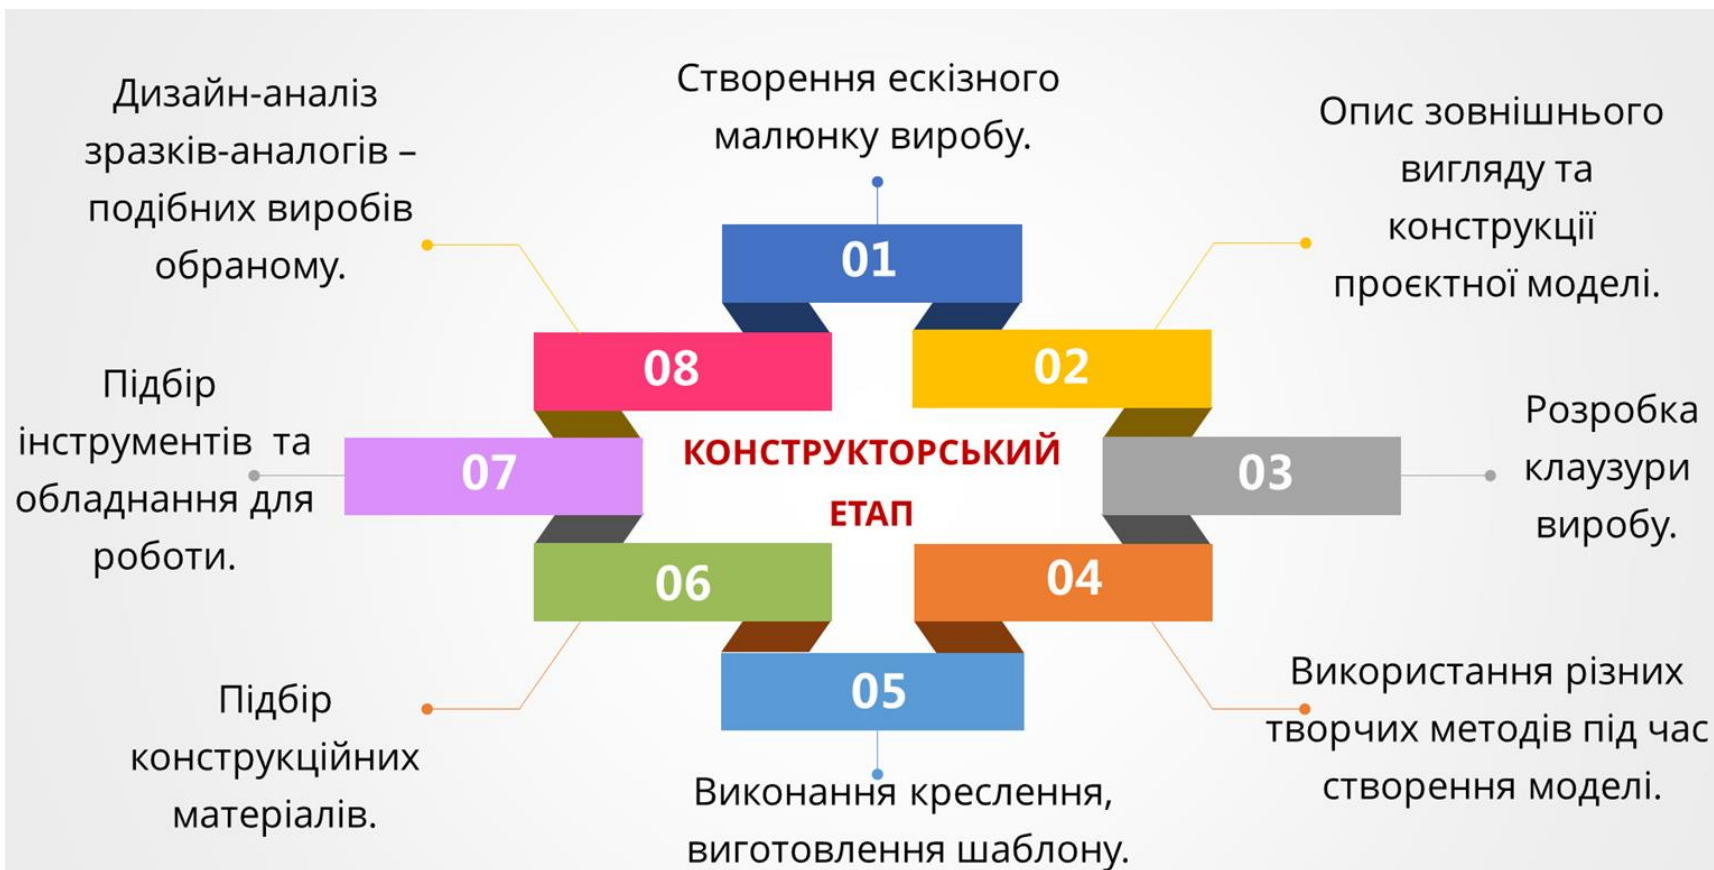 Створення ескізного
малюнку виробу.
01
Опис зовнішнього
вигляду та
конструкції
проєктної моделі.
02
Розробка
клаузури
виробу.
03
Використання різних
творчих методів під час
створення моделі.
04
Виконання креслення,
виготовлення шаблону.
05
Підбір
конструкційних
матеріалів.
06
Підбір
інструментів та
обладнання для
роботи.
07
Дизайн-аналіз
зразків-аналогів –
подібних виробів
обраному.
08
КОНСТРУКТОРСЬКИЙ
ЕТАП